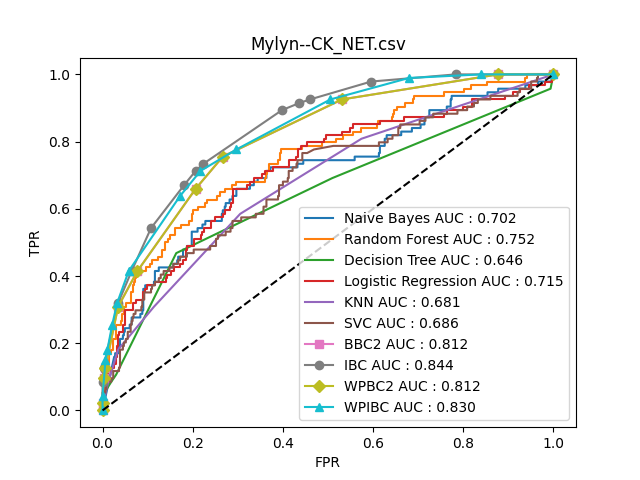 Mylyn--CK_NET.csv
1.0
0.8
0.6
0.4
0.2
0.0
TPR
Naive Bayes AUC : 0.702
Random Forest AUC : 0.752
Decision Tree AUC : 0.646
Logistic Regression AUC : 0.715
KNN AUC : 0.681
SVC AUC : 0.686
BBC2 AUC : 0.812
IBC AUC : 0.844
WPBC2 AUC : 0.812
WPIBC AUC : 0.830
0.0 0.2 0.4 0.6 0.8 1.0
FPR